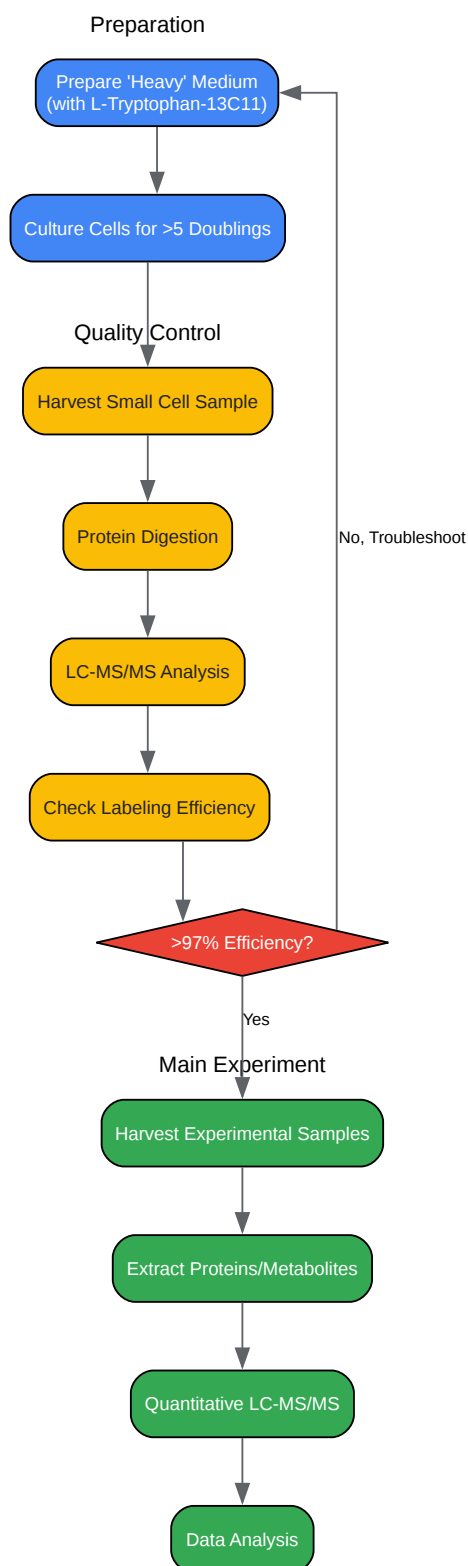 Preparation
Prepare 'Heavy' Medium
(with L-Tryptophan-13C11)
Culture Cells for >5 Doublings
Quality Control
Harvest Small Cell Sample
Protein Digestion
No, Troubleshoot
LC-MS/MS Analysis
Check Labeling Efficiency
>97% Efficiency?
Yes
Main Experiment
Harvest Experimental Samples
Extract Proteins/Metabolites
Quantitative LC-MS/MS
Data Analysis